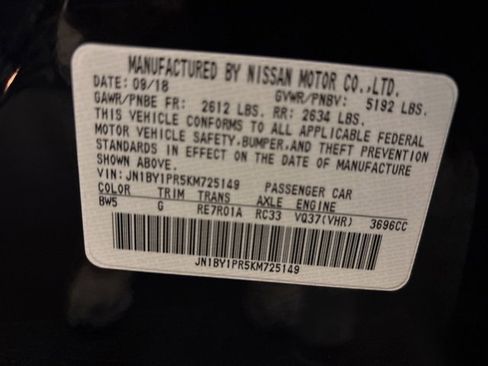 MANUFACTURED BY NISSAN MOTOR CO.,LTD.
DATE: 09/18 GVWR/PNBV: 5192 LBS.
GAWR/PNBE FR: 2612 LBS. RR: 2634 LBS.
THIS VEHICLE CONFORMS TO ALL APPLICABLE FEDERAL
MOTOR VEHICLE SAFETY,BUMPER,AND THEFT PREVENTION
STANDARDS IN EFFECT ON THE DATE OF MANUFACTURE
SHOWN ABOVE.
VIN: JN1BY1PR5KM725149 PASSENGER CAR
COLOR TRIM TRANS AXLE ENGINE
BW5 G RE7R01A RC33 VQ37(VHR) 3696CC
JN1BY1PR5KM725149